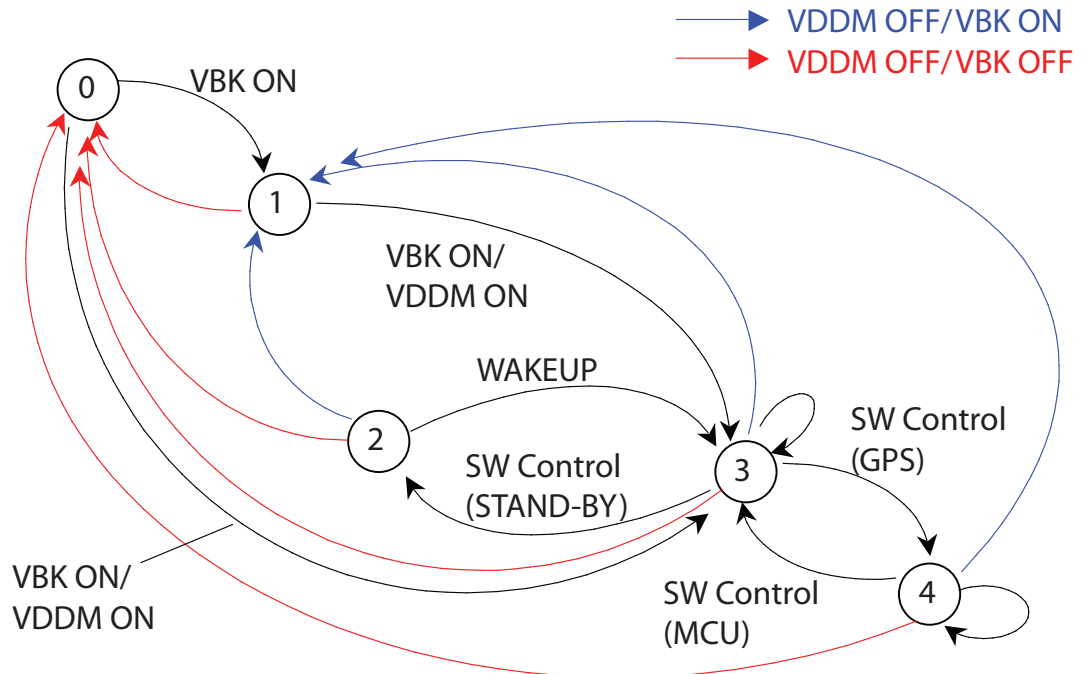 VDDM OFF/VBK ON
VDDM OFF/VBK OFF
0
VBK ON
1
VBK ON/
VDDM ON
WAKEUP
2
SW Control
(STAND-BY)
3
SW Control
(GPS)
VBK ON/
VDDM ON
SW Control
(MCU)
4